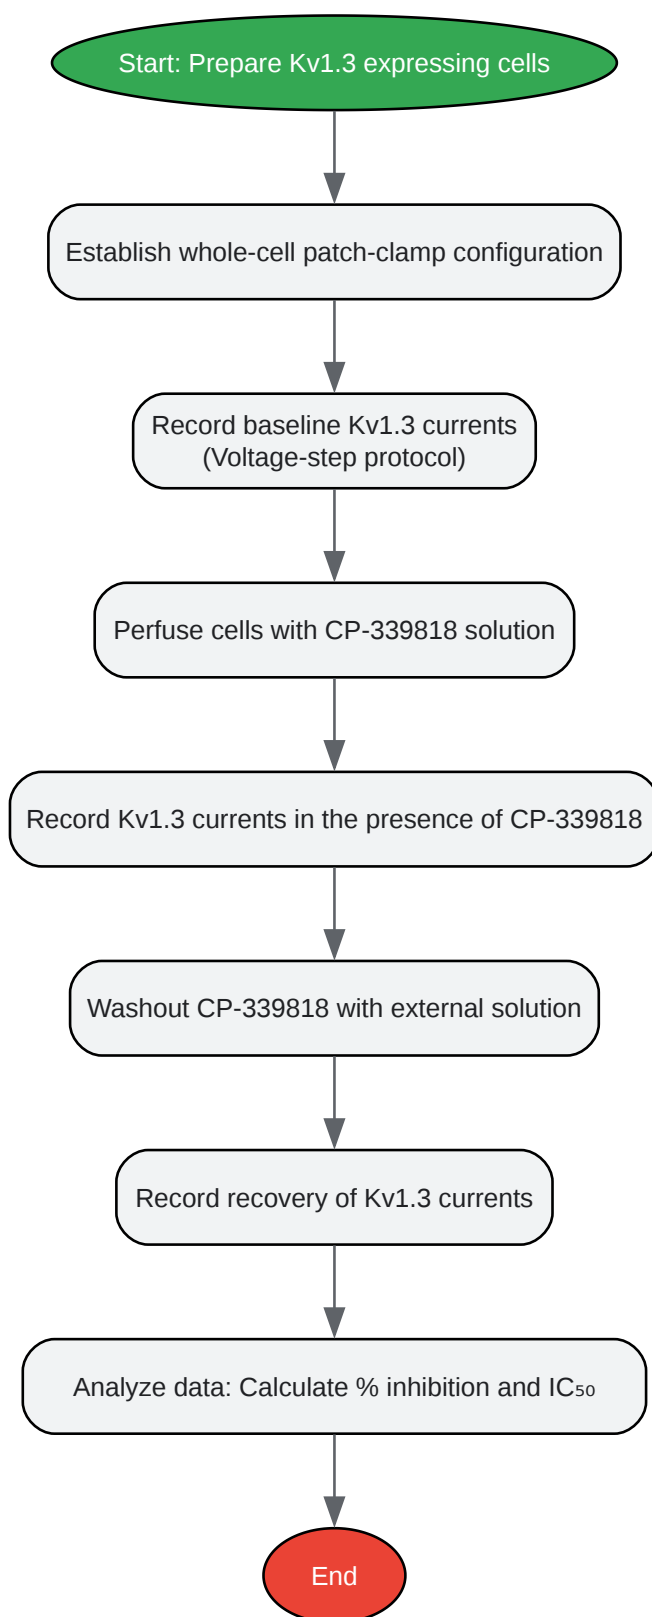 Start: Prepare Kv1.3 expressing cells
Establish whole-cell patch-clamp configuration
Record baseline Kv1.3 currents
(Voltage-step protocol)
Perfuse cells with CP-339818 solution
Record Kv1.3 currents in the presence of CP-339818
Washout CP-339818 with external solution
Record recovery of Kv1.3 currents
Analyze data: Calculate % inhibition and IC₅₀
End